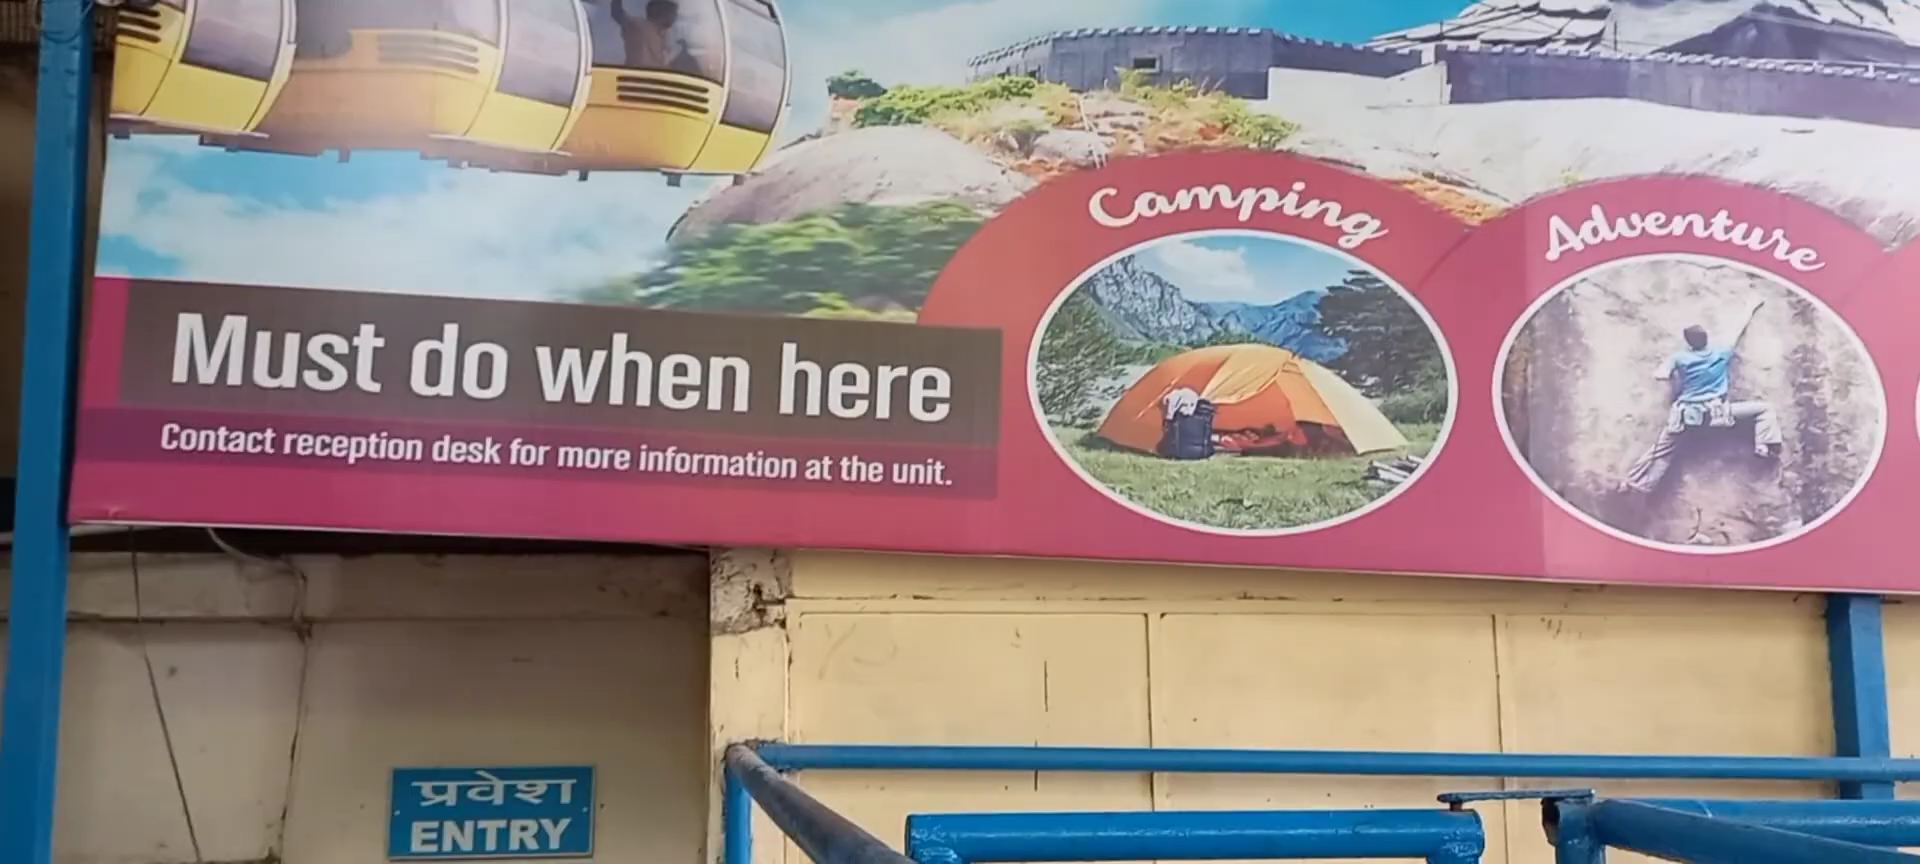 Camping
Adventure
Must do when here
Contact reception desk for more information at the unit.
प्रवेश
ENTRY